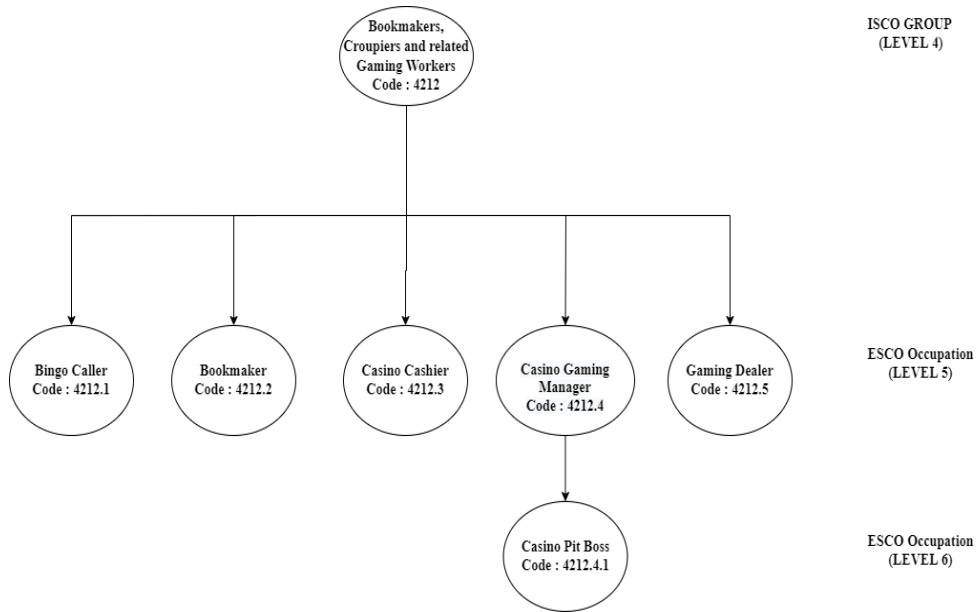 Bookmakers,
Croupiers and related
Gaming Workers
Code : 4212
ISCO GROUP
(LEVEL 4)
Bingo Caller
Code : 4212.1
Bookmaker
Code : 4212.2
Casino Cashier
Code : 4212.3
Casino Gaming
Manager
Code : 4212.4
Gaming Dealer
Code : 4212.5
ESCO Occupation
(LEVEL 5)
Casino Pit Boss
Code : 4212.4.1
ESCO Occupation
(LEVEL 6)